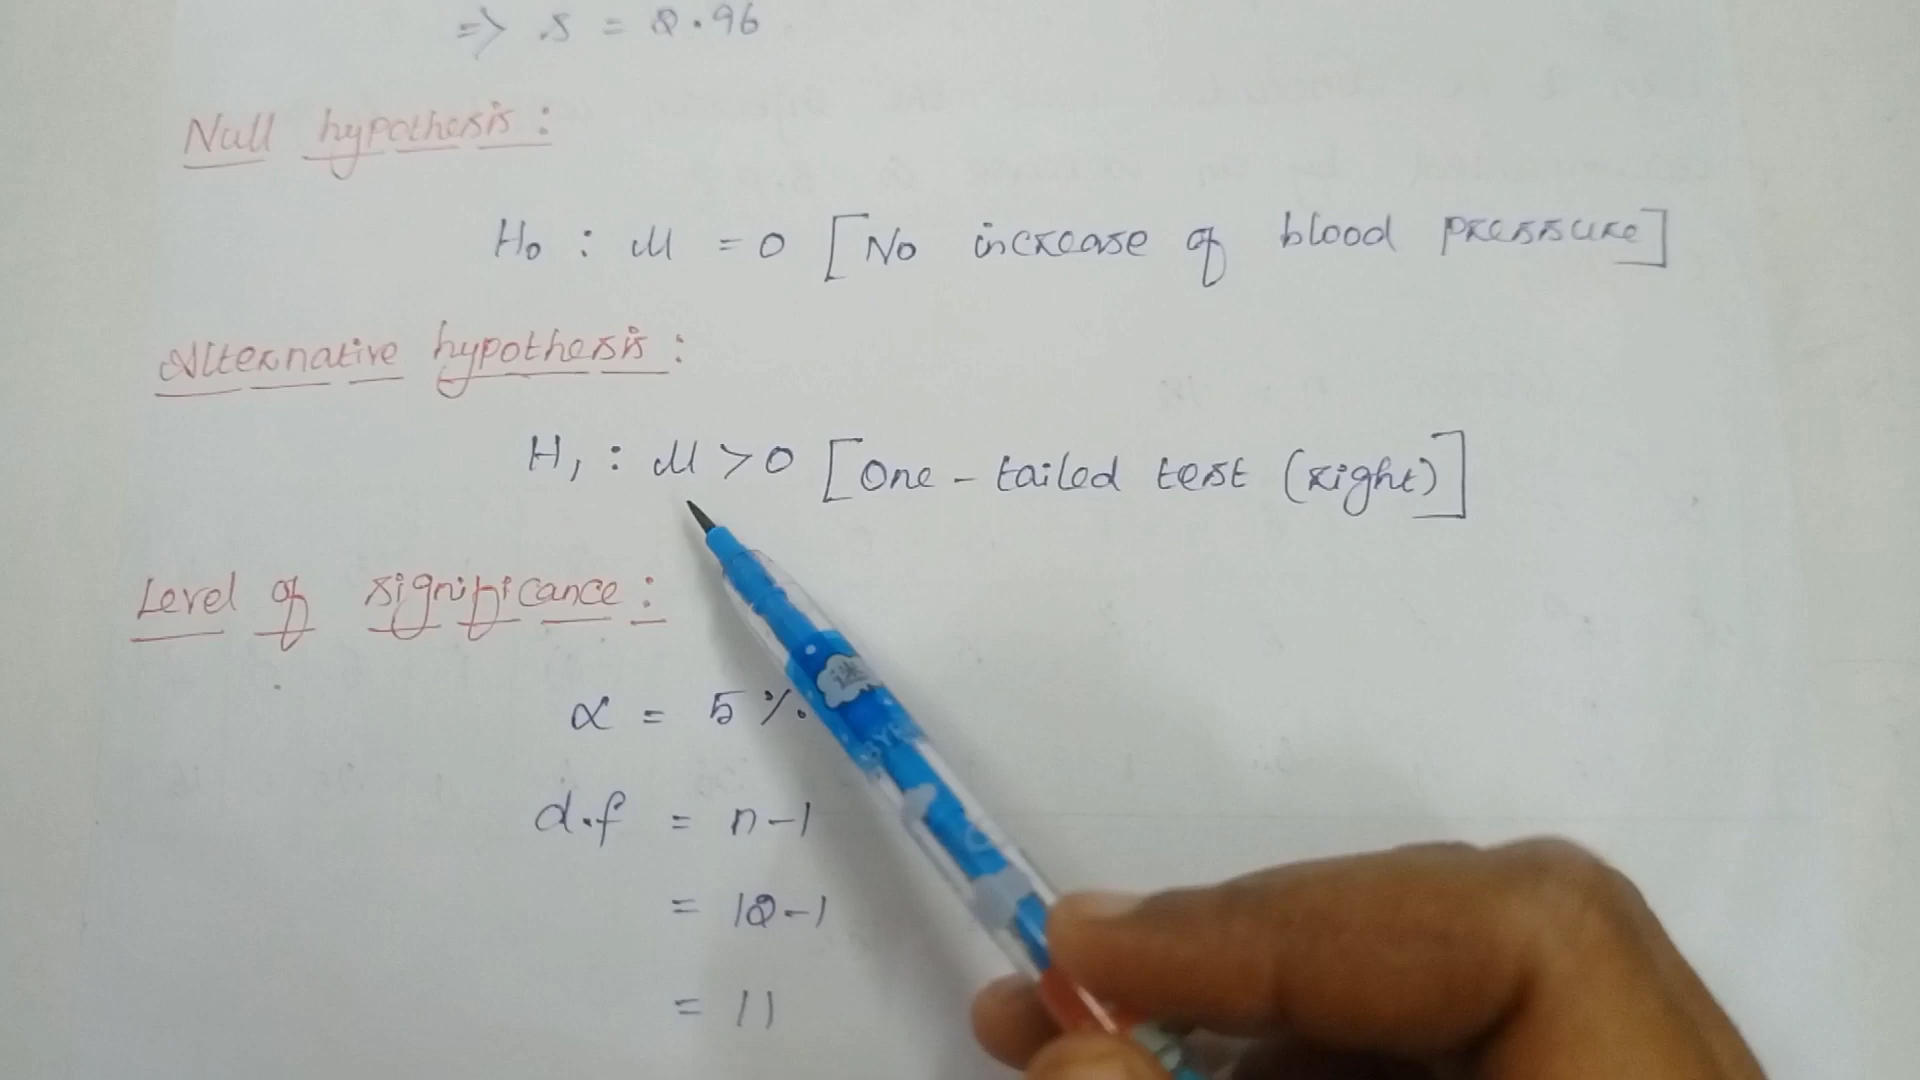 => s = 2.96
Null hypothesis :
H₀ : μ = 0 [No increase of blood pressure]
Alternative hypothesis :
H₁ : μ > 0 [One - tailed test (right)]
Level of significance :
α = 5 %
d.f = n-1
= 12-1
= 11